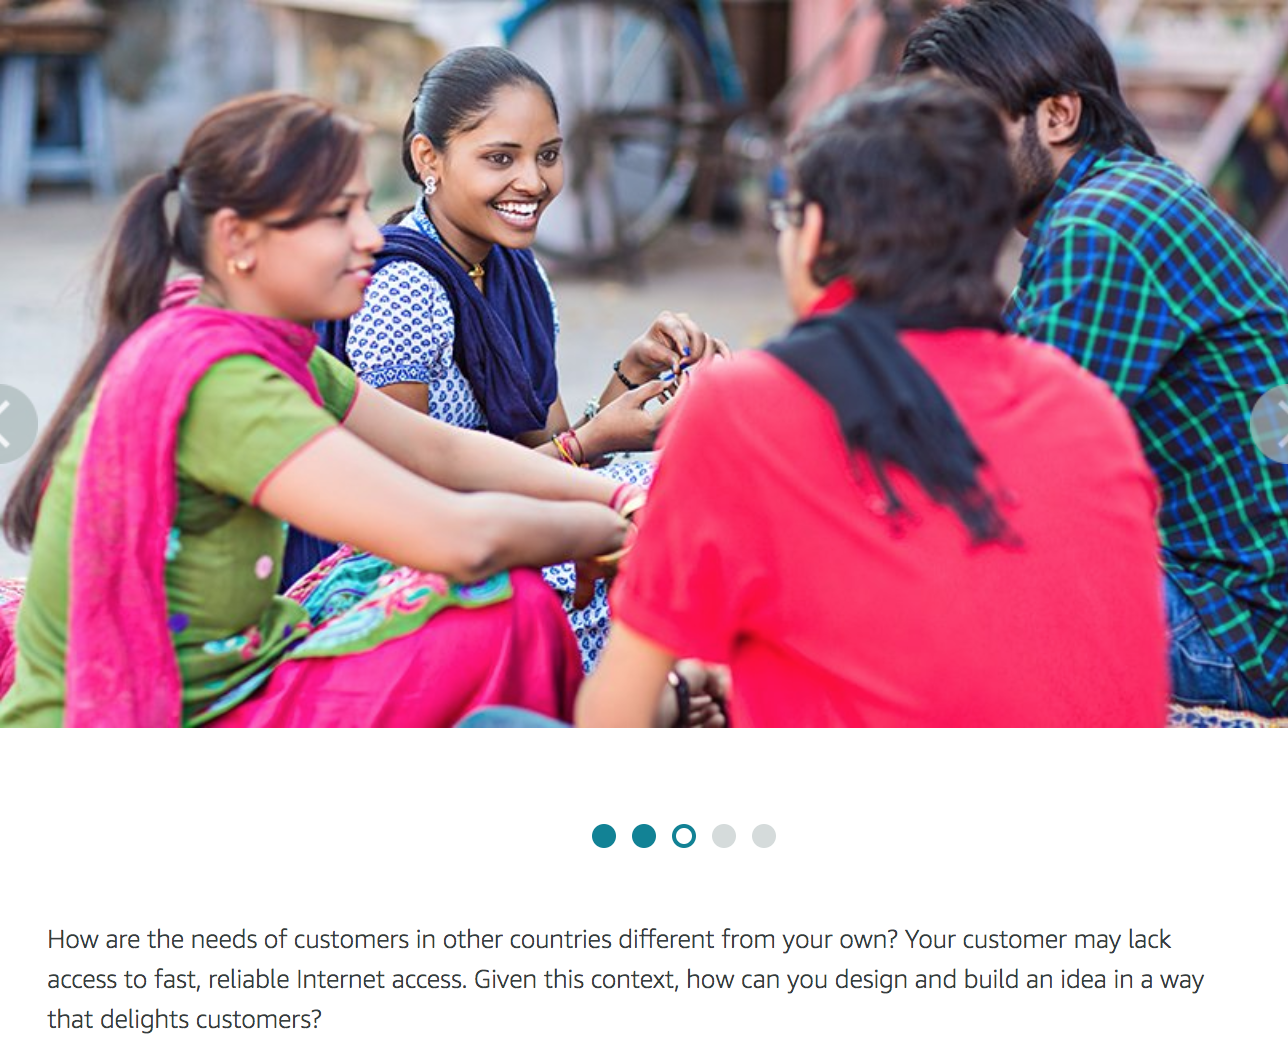 How are the needs of customers in other countries different from your own? Your customer may lack
access to fast, reliable Internet access. Given this context, how can you design and build an idea in a way
that delights customers?